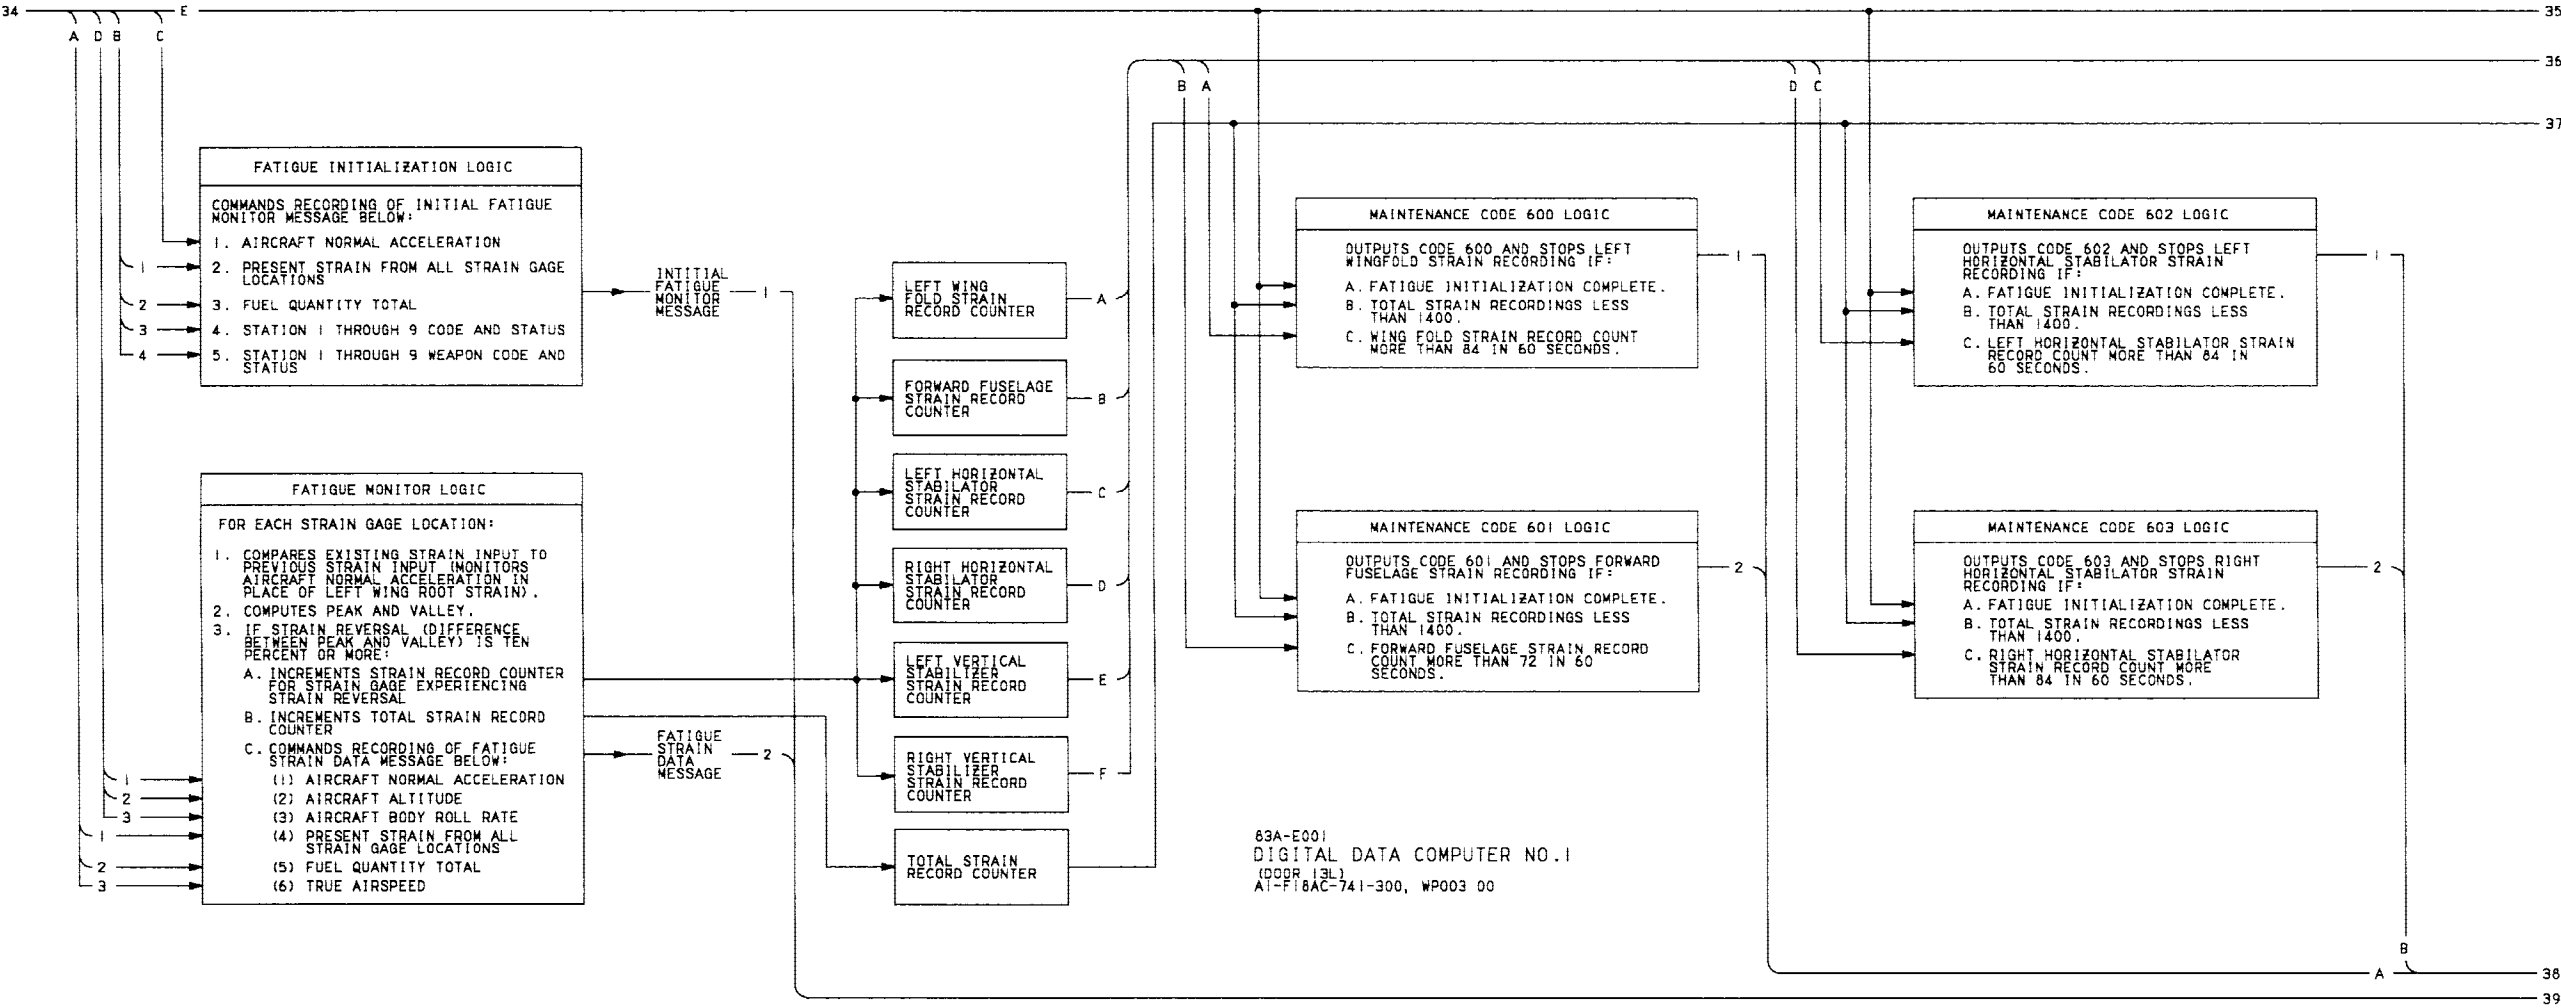 34
E
35
A D B C
36
B A
D C
37
FATIGUE INITIALIZATION LOGIC
COMMANDS RECORDING OF INITIAL FATIGUE
MONITOR MESSAGE BELOW:
1. AIRCRAFT NORMAL ACCELERATION
1
2. PRESENT STRAIN FROM ALL STRAIN GAGE
LOCATIONS
2
3. FUEL QUANTITY TOTAL
3
4. STATION 1 THROUGH 9 CODE AND STATUS
4
5. STATION 1 THROUGH 9 WEAPON CODE AND
STATUS
INTITIAL
FATIGUE
MONITOR
MESSAGE
1
FATIGUE MONITOR LOGIC
FOR EACH STRAIN GAGE LOCATION:
1. COMPARES EXISTING STRAIN INPUT TO
PREVIOUS STRAIN INPUT (MONITORS
AIRCRAFT NORMAL ACCELERATION IN
PLACE OF LEFT WING ROOT STRAIN).
2. COMPUTES PEAK AND VALLEY.
3. IF STRAIN REVERSAL (DIFFERENCE
BETWEEN PEAK AND VALLEY) IS TEN
PERCENT OR MORE:
A. INCREMENTS STRAIN RECORD COUNTER
FOR STRAIN GAGE EXPERIENCING
STRAIN REVERSAL
B. INCREMENTS TOTAL STRAIN RECORD
COUNTER
C. COMMANDS RECORDING OF FATIGUE
STRAIN DATA MESSAGE BELOW:
1
(1) AIRCRAFT NORMAL ACCELERATION
2
(2) AIRCRAFT ALTITUDE
3
(3) AIRCRAFT BODY ROLL RATE
1
(4) PRESENT STRAIN FROM ALL
STRAIN GAGE LOCATIONS
2
(5) FUEL QUANTITY TOTAL
3
(6) TRUE AIRSPEED
FATIGUE
STRAIN
DATA
MESSAGE
2
LEFT WING
FOLD STRAIN
RECORD COUNTER
A
FORWARD FUSELAGE
STRAIN RECORD
COUNTER
B
LEFT HORIZONTAL
STABILATOR
STRAIN RECORD
COUNTER
C
RIGHT HORIZONTAL
STABILATOR
STRAIN RECORD
COUNTER
D
LEFT VERTICAL
STABILIZER
STRAIN RECORD
COUNTER
E
RIGHT VERTICAL
STABILIZER
STRAIN RECORD
COUNTER
F
TOTAL STRAIN
RECORD COUNTER
MAINTENANCE CODE 600 LOGIC
OUTPUTS CODE 600 AND STOPS LEFT
WINGFOLD STRAIN RECORDING IF:
A. FATIGUE INITIALIZATION COMPLETE.
B. TOTAL STRAIN RECORDINGS LESS
THAN 1400.
C. WING FOLD STRAIN RECORD COUNT
MORE THAN 84 IN 60 SECONDS.
1
MAINTENANCE CODE 601 LOGIC
OUTPUTS CODE 601 AND STOPS FORWARD
FUSELAGE STRAIN RECORDING IF:
A. FATIGUE INITIALIZATION COMPLETE.
B. TOTAL STRAIN RECORDINGS LESS
THAN 1400.
C. FORWARD FUSELAGE STRAIN RECORD
COUNT MORE THAN 72 IN 60
SECONDS.
2
MAINTENANCE CODE 602 LOGIC
OUTPUTS CODE 602 AND STOPS LEFT
HORIZONTAL STABILATOR STRAIN
RECORDING IF:
A. FATIGUE INITIALIZATION COMPLETE.
B. TOTAL STRAIN RECORDINGS LESS
THAN 1400.
C. LEFT HORIZONTAL STABILATOR STRAIN
RECORD COUNT MORE THAN 84 IN
60 SECONDS.
1
MAINTENANCE CODE 603 LOGIC
OUTPUTS CODE 603 AND STOPS RIGHT
HORIZONTAL STABILATOR STRAIN
RECORDING IF:
A. FATIGUE INITIALIZATION COMPLETE.
B. TOTAL STRAIN RECORDINGS LESS
THAN 1400.
C. RIGHT HORIZONTAL STABILATOR
STRAIN RECORD COUNT MORE
THAN 84 IN 60 SECONDS.
2
83A-E001
DIGITAL DATA COMPUTER NO.1
(DOOR 13L)
A1-F18AC-741-300, WP003 00
B
A
38
39